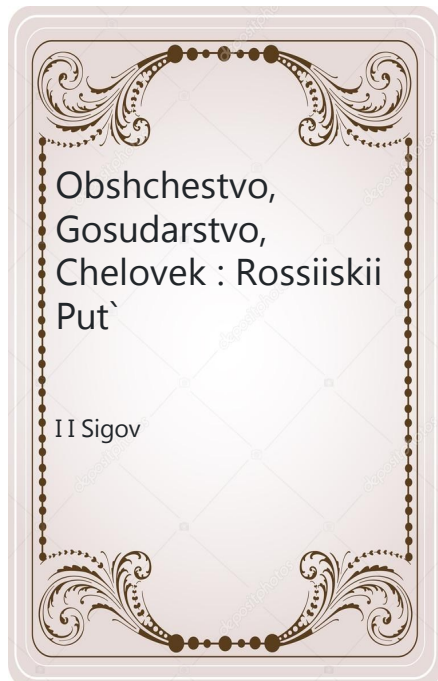 Obshchestvo,
Gosudarstvo,
Chelovek : Rossiiskii
Put`
I I Sigov